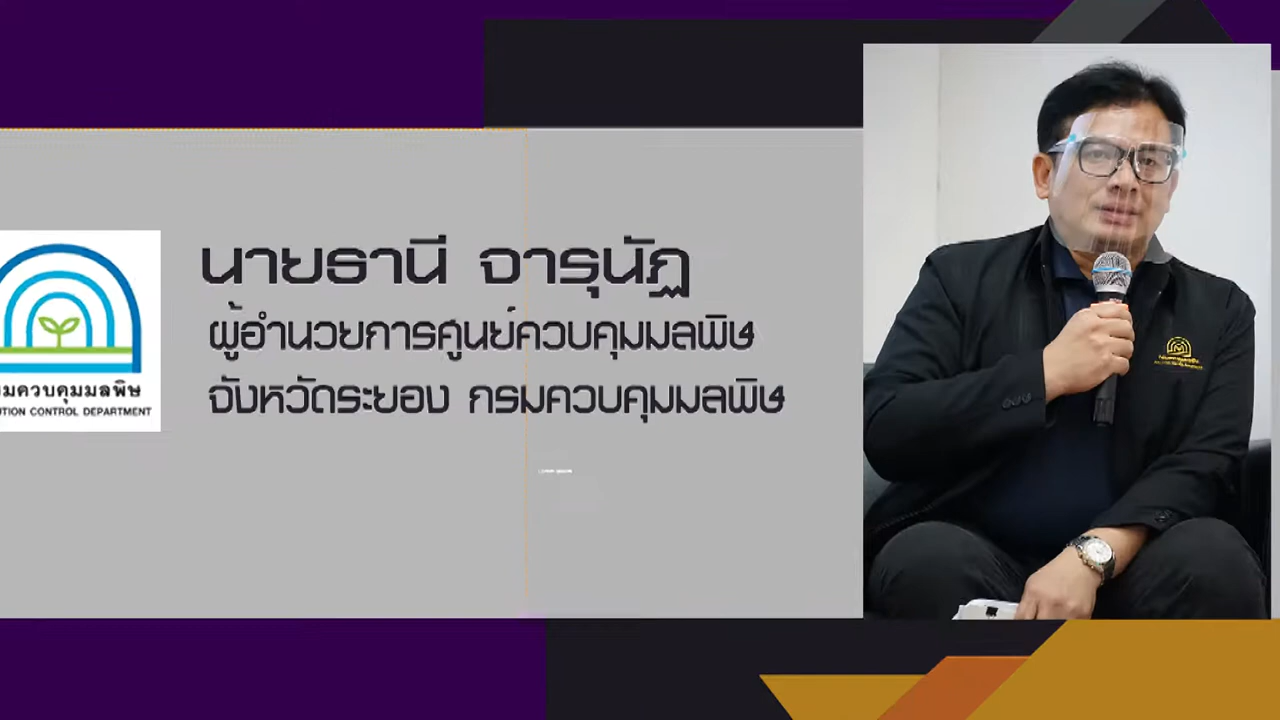 นายธานี จารุนัฏ
ผู้อำนวยการศูนย์ควบคุมมลพิษ
จังหวัดระยอง กรมควบคุมมลพิษ
รมควบคุมมลพิษ
UTION CONTROL DEPARTMENT